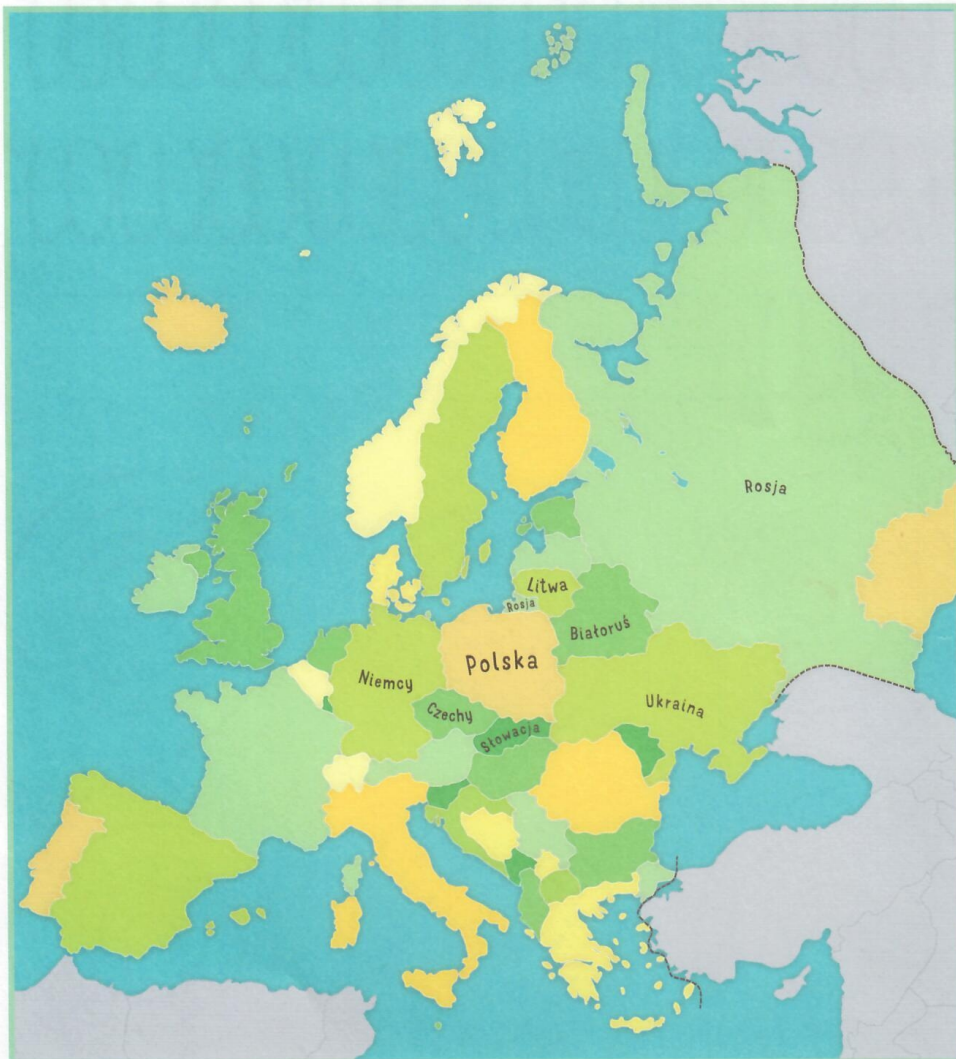 Rosja
Litwa
Rosja
Białoruś
Polska
Niemcy
Ukraina
Czechy
Słowacja